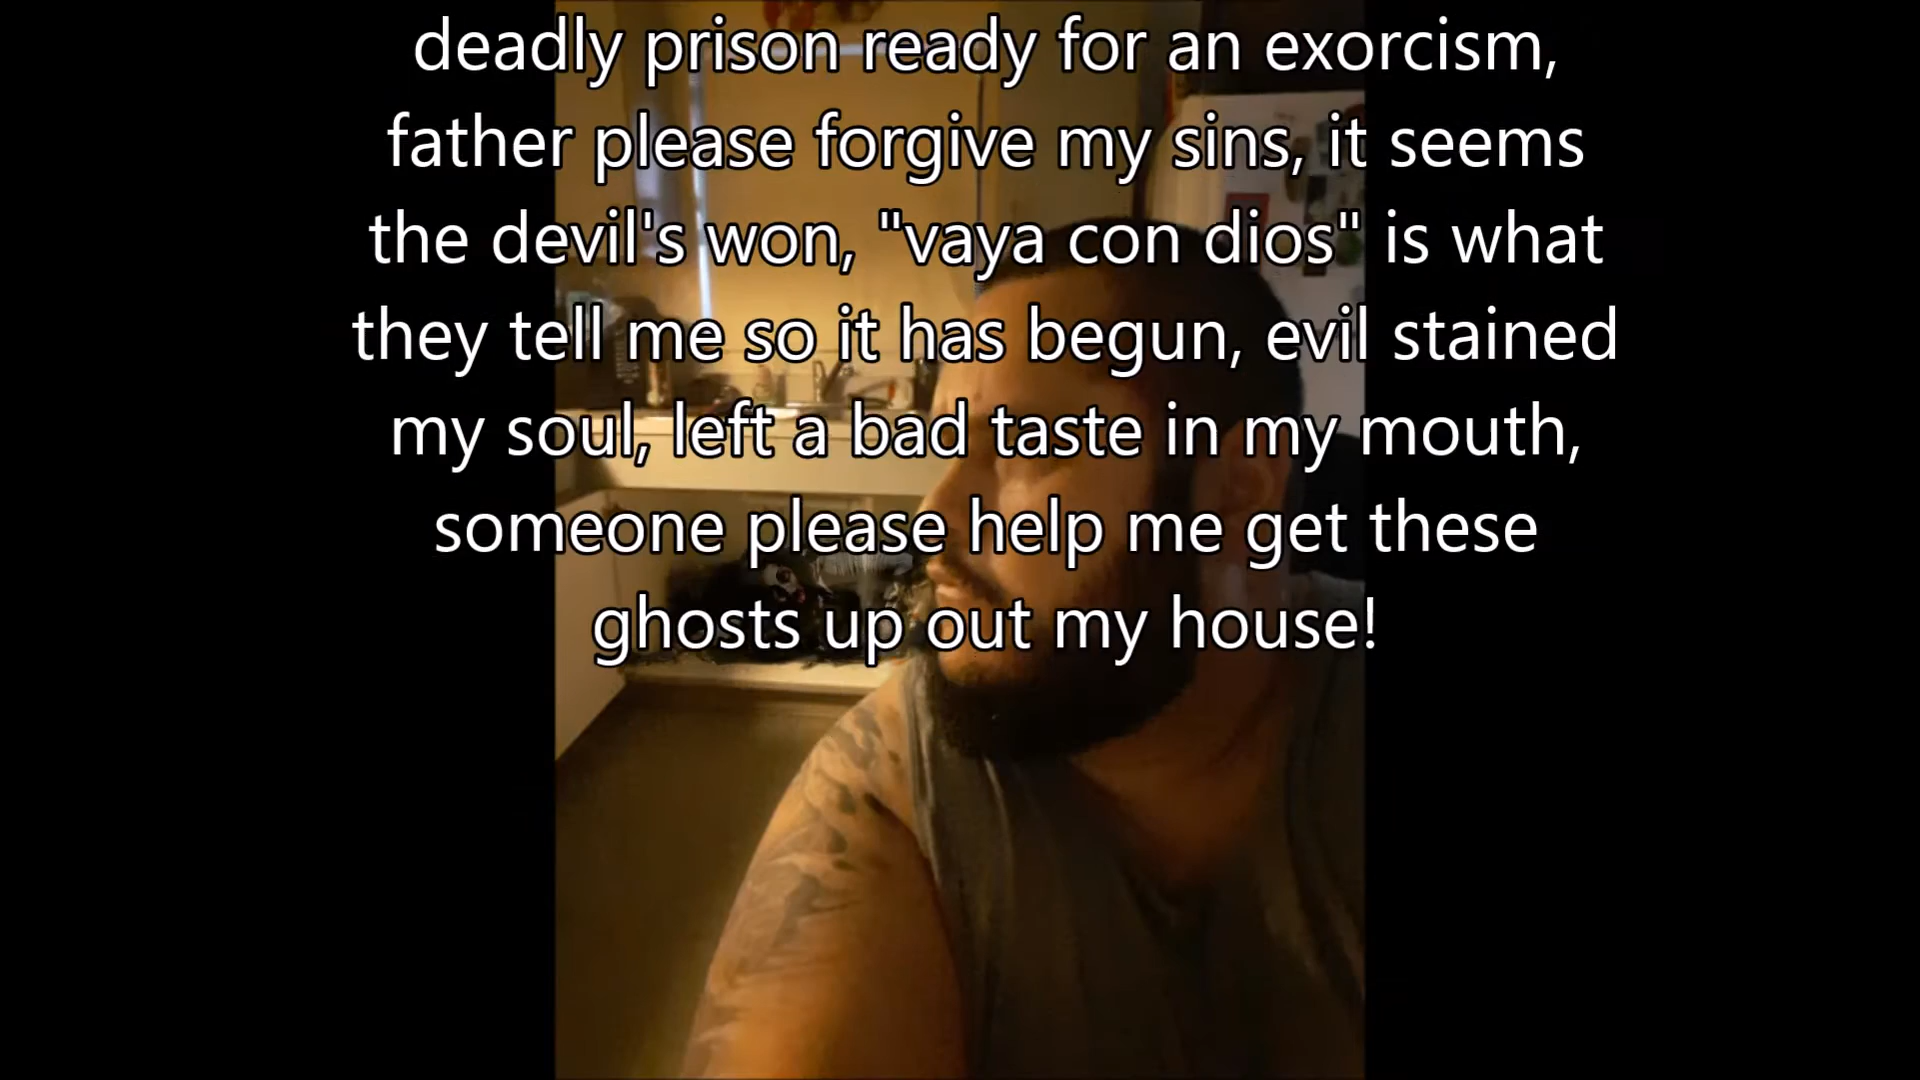 deadly prison ready for an exorcism,
father please forgive my sins, it seems
the devil's won, "vaya con dios" is what
they tell me so it has begun, evil stained
my soul, left a bad taste in my mouth,
someone please help me get these
ghosts up out my house!